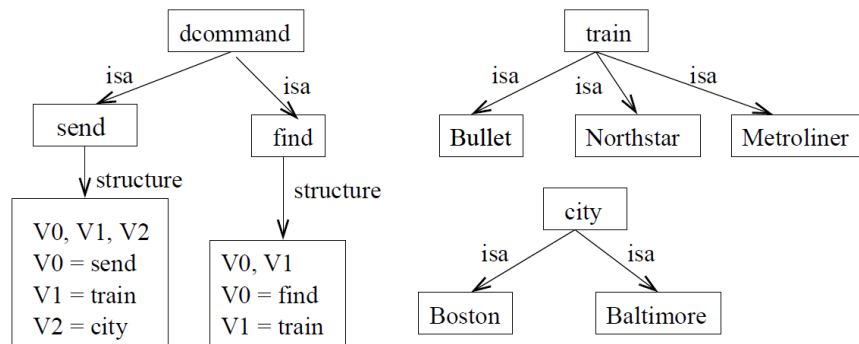 dcommand
isa
isa
send
find
structure
structure
V0, V1, V2
V0 = send
V1 = train
V2 = city
V0, V1
V0 = find
V1 = train
train
isa
isa
isa
Bullet
Northstar
Metroliner
city
isa
isa
Boston
Baltimore